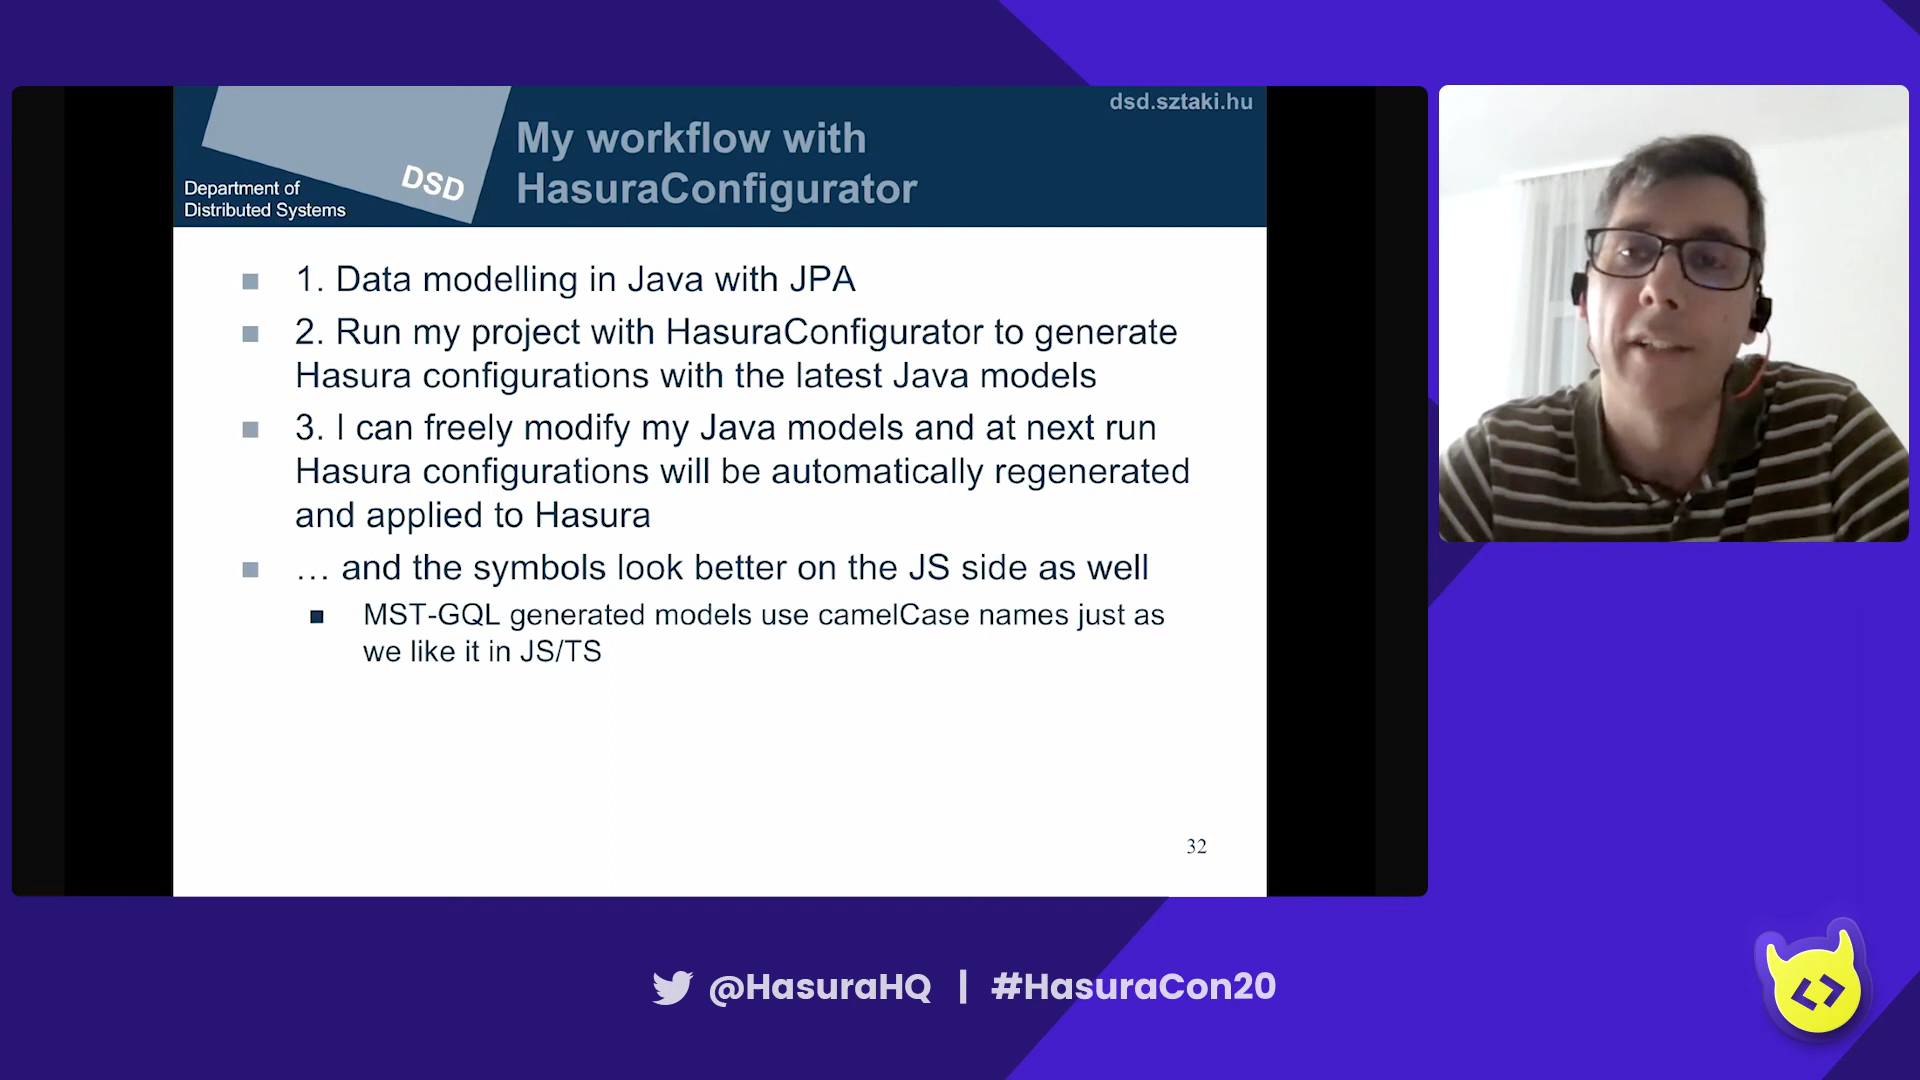 dsd.sztaki.hu
My workflow with
HasuraConfigurator
DSD
Department of
Distributed Systems
1. Data modelling in Java with JPA
2. Run my project with HasuraConfigurator to generate
Hasura configurations with the latest Java models
3. I can freely modify my Java models and at next run
Hasura configurations will be automatically regenerated
and applied to Hasura
… and the symbols look better on the JS side as well
MST-GQL generated models use camelCase names just as
we like it in JS/TS
32
@HasuraHQ | #HasuraCon20